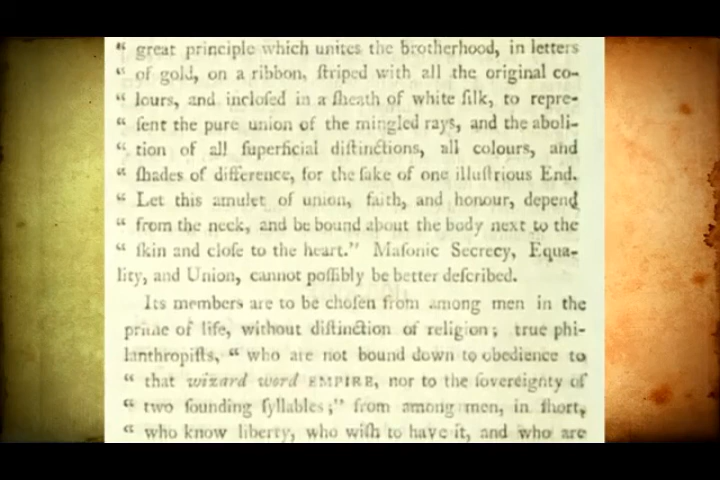 “ great principle which unites the brotherhood, in letters
“ of gold, on a ribbon, ſtriped with all the original co-
“ lours, and incloſed in a ſheath of white ſilk, to repre-
“ ſent the pure union of the mingled rays, and the aboli-
“ tion of all ſuperficial diſtinctions, all colours, and
“ ſhades of difference, for the ſake of one illuſtrious End.
“ Let this amulet of union, faith, and honour, depend
“ from the neck, and be bound about the body next to the
“ ſkin and cloſe to the heart.” Maſonic Secrecy, Equa-
lity, and Union, cannot poſſibly be better deſcribed.
Its members are to be choſen from among men in the
prime of life, without diſtinction of religion; true phi-
lanthropiſts, “ who are not bound down to obedience to
“ that wizard word EMPIRE, nor to the ſovereignty of
“ two ſounding ſyllables;” from among men, in ſhort,
“ who know liberty, who wiſh to have it, and who are